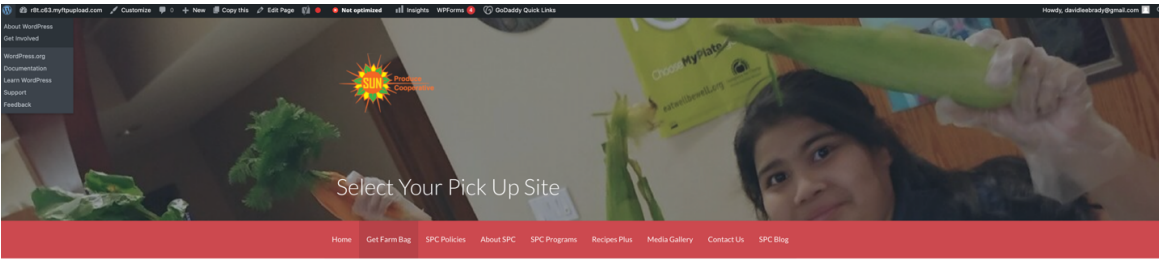 r8t.c63.myftpupload.com Customize 0 + New Copy this Edit Page Not optimized Insights WPForms 4 GoDaddy Quick Links Howdy, davidleebrady@gmail.com
About WordPress
Get Involved
WordPress.org
Documentation
Learn WordPress
Support
Feedback
SUN Produce Cooperative
Choose MyPlate
eatwellbewell.org
Select Your Pick Up Site
Home Get Farm Bag SPC Policies About SPC SPC Programs Recipes Plus Media Gallery Contact Us SPC Blog